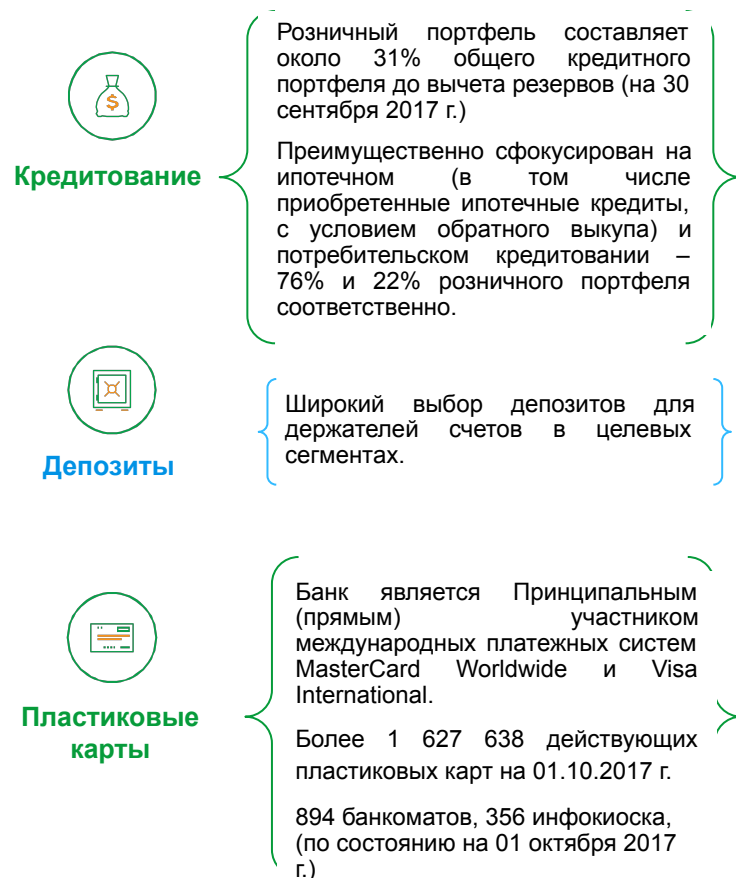 Розничный портфель составляет
около 31% общего кредитного
портфеля до вычета резервов (на 30
сентября 2017 г.)
Кредитование
Преимущественно сфокусирован на
ипотечном (в том числе
приобретенные ипотечные кредиты,
с условием обратного выкупа) и
потребительском кредитовании –
76% и 22% розничного портфеля
соответственно.
Депозиты
Широкий выбор депозитов для
держателей счетов в целевых
сегментах.
Пластиковые
карты
Банк является Принципальным
(прямым) участником
международных платежных систем
MasterCard Worldwide и Visa
International.
Более 1 627 638 действующих
пластиковых карт на 01.10.2017 г.
894 банкоматов, 356 инфокиоска,
(по состоянию на 01 октября 2017
г.)